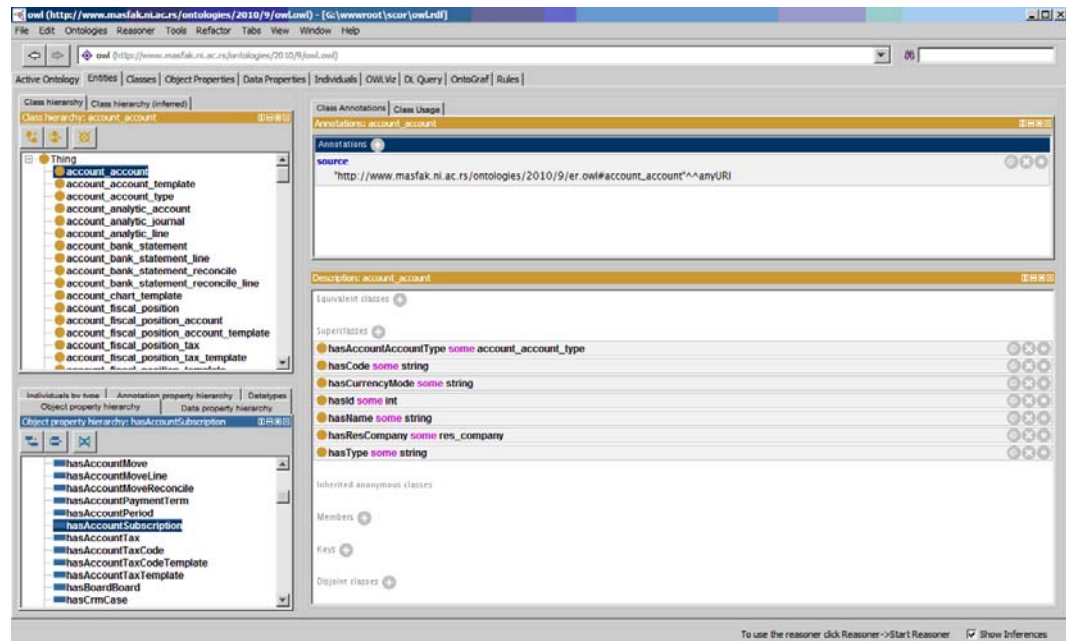 owl (http://www.masfak.ni.ac.rs/ontologies/2010/9/owl.owl) - [G:\wwwroot\scor\owl.rdf]
File Edit Ontologies Reasoner Tools Refactor Tabs View Window Help
owl (http://www.masfak.ni.ac.rs/ontologies/2010/9/owl.owl)
Active Ontology Entities Classes Object Properties Data Properties Individuals OWLViz DL Query OntoGraf Rules
Class hierarchy Class hierarchy (inferred)
Class hierarchy: account_account
Thing
account_account
account_account_template
account_account_type
account_analytic_account
account_analytic_journal
account_analytic_line
account_bank_statement
account_bank_statement_line
account_bank_statement_reconcile
account_bank_statement_reconcile_line
account_chart_template
account_fiscal_position
account_fiscal_position_account
account_fiscal_position_account_template
account_fiscal_position_tax
account_fiscal_position_tax_template
account_fiscal_position_template
Individuals by type Annotation property hierarchy Datatypes
Object property hierarchy Data property hierarchy
Object property hierarchy: hasAccountSubscription
hasAccountMove
hasAccountMoveLine
hasAccountMoveReconcile
hasAccountPaymentTerm
hasAccountPeriod
hasAccountSubscription
hasAccountTax
hasAccountTaxCode
hasAccountTaxCodeTemplate
hasAccountTaxTemplate
hasBoardBoard
hasCrmCase
Class Annotations Class Usage
Annotations: account_account
Annotations
source
"http://www.masfak.ni.ac.rs/ontologies/2010/9/er.owl#account_account"^^anyURI
Description: account_account
Equivalent classes
Superclasses
hasAccountAccountType some account_account_type
hasCode some string
hasCurrencyMode some string
hasId some int
hasName some string
hasResCompany some res_company
hasType some string
Inherited anonymous classes
Members
Keys
Disjoint classes
To use the reasoner click Reasoner->Start Reasoner Show Inferences